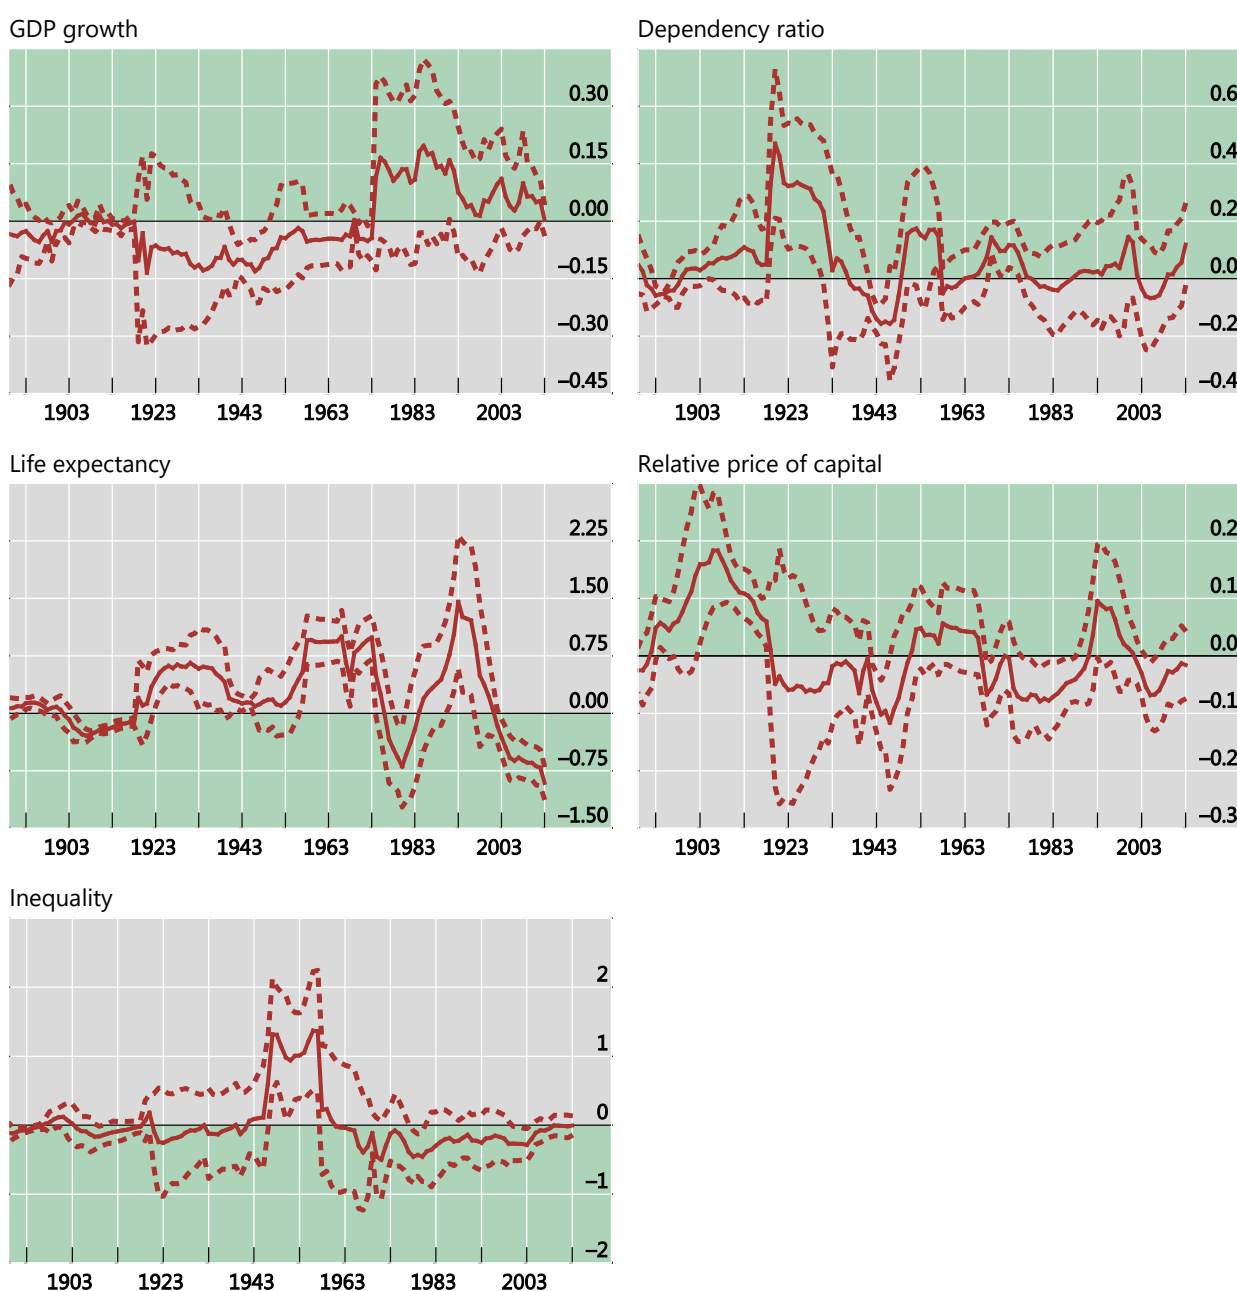 GDP growth
0.30
0.15
0.00
–0.15
–0.30
–0.45
1903 1923 1943 1963 1983 2003
Dependency ratio
0.6
0.4
0.2
0.0
–0.2
–0.4
1903 1923 1943 1963 1983 2003
Life expectancy
2.25
1.50
0.75
0.00
–0.75
–1.50
1903 1923 1943 1963 1983 2003
Relative price of capital
0.2
0.1
0.0
–0.1
–0.2
–0.3
1903 1923 1943 1963 1983 2003
Inequality
2
1
0
–1
–2
1903 1923 1943 1963 1983 2003